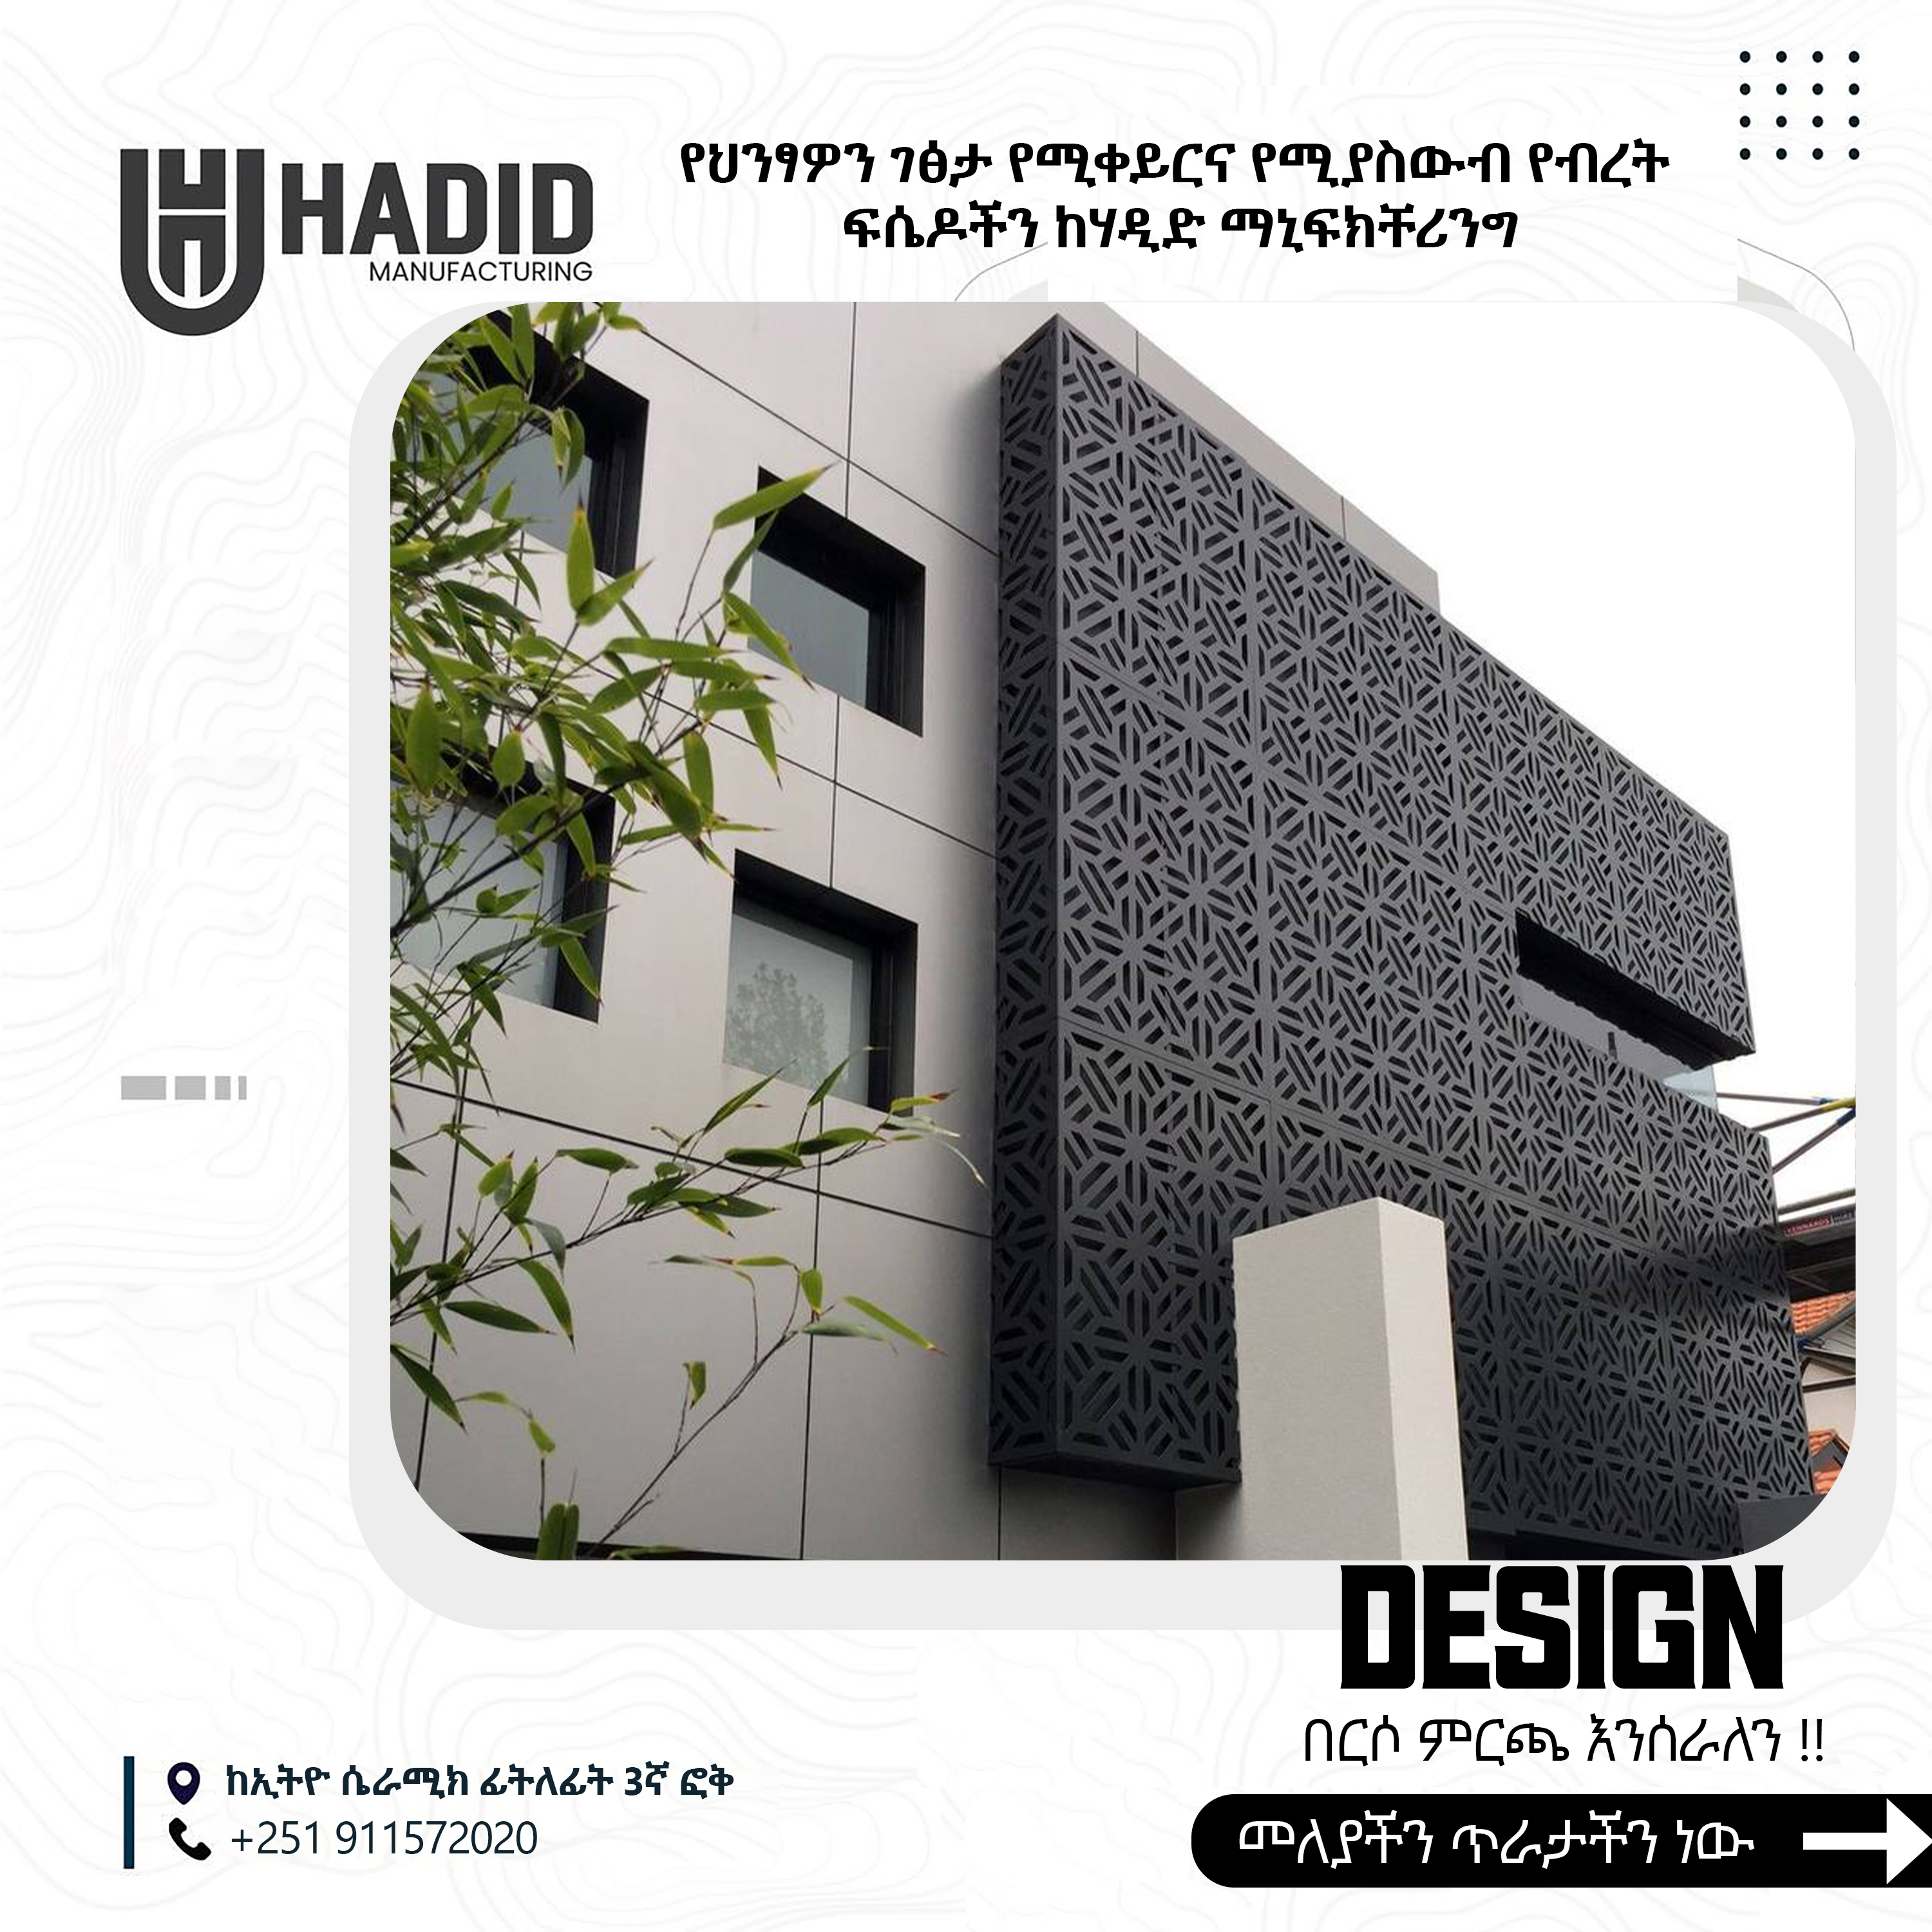 HADID
MANUFACTURING
የህንፃዎን ገፅታ የሚቀይርና የሚያስውብ የብረት
ፍሴዶችን ከሃዲድ ማኒፍክቸሪንግ
DESIGN
በርሶ ምርጫ እንሰራለን !!
መለያችን ጥራታችን ነው
ከኢትዮ ሴራሚክ ፊትለፊት 3ኛ ፎቅ
+251 911572020